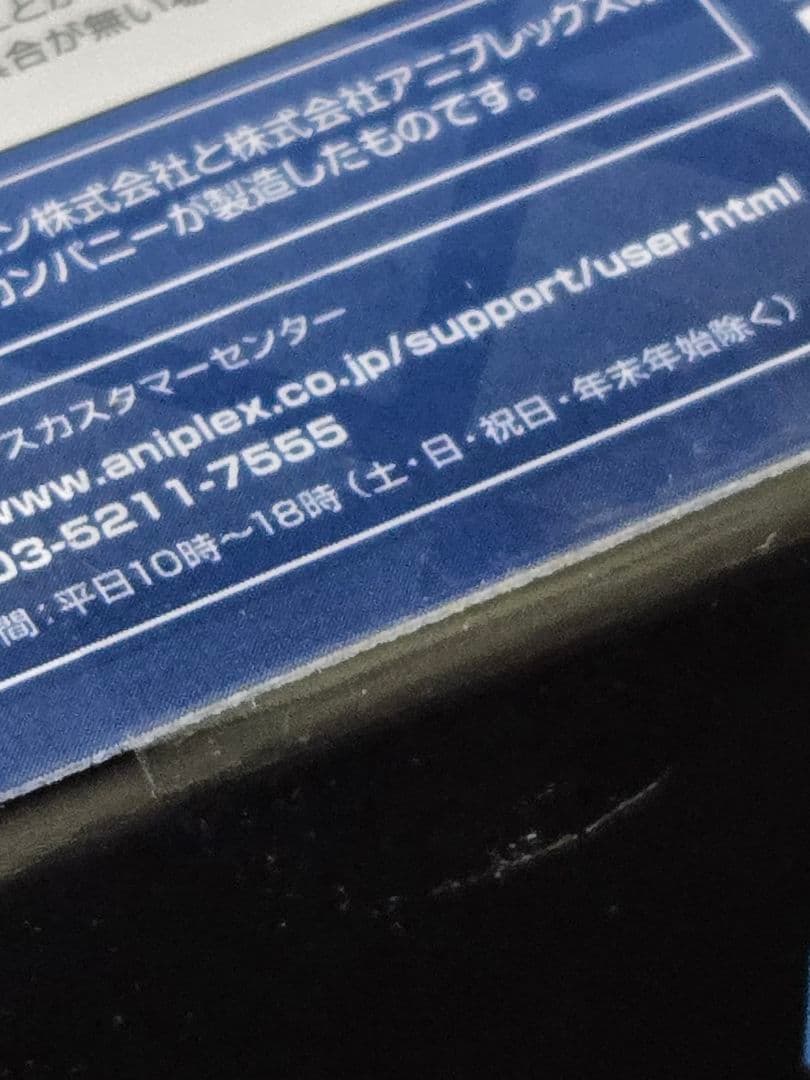 合が無い場
ン株式会社と株式会社アニプレックスの
カンパニーが製造したものです。
スカスタマーセンター
www.aniplex.co.jp/support/user.html
03-5211-7555
間：平日10時〜18時（土・日・祝日・年末年始除く）